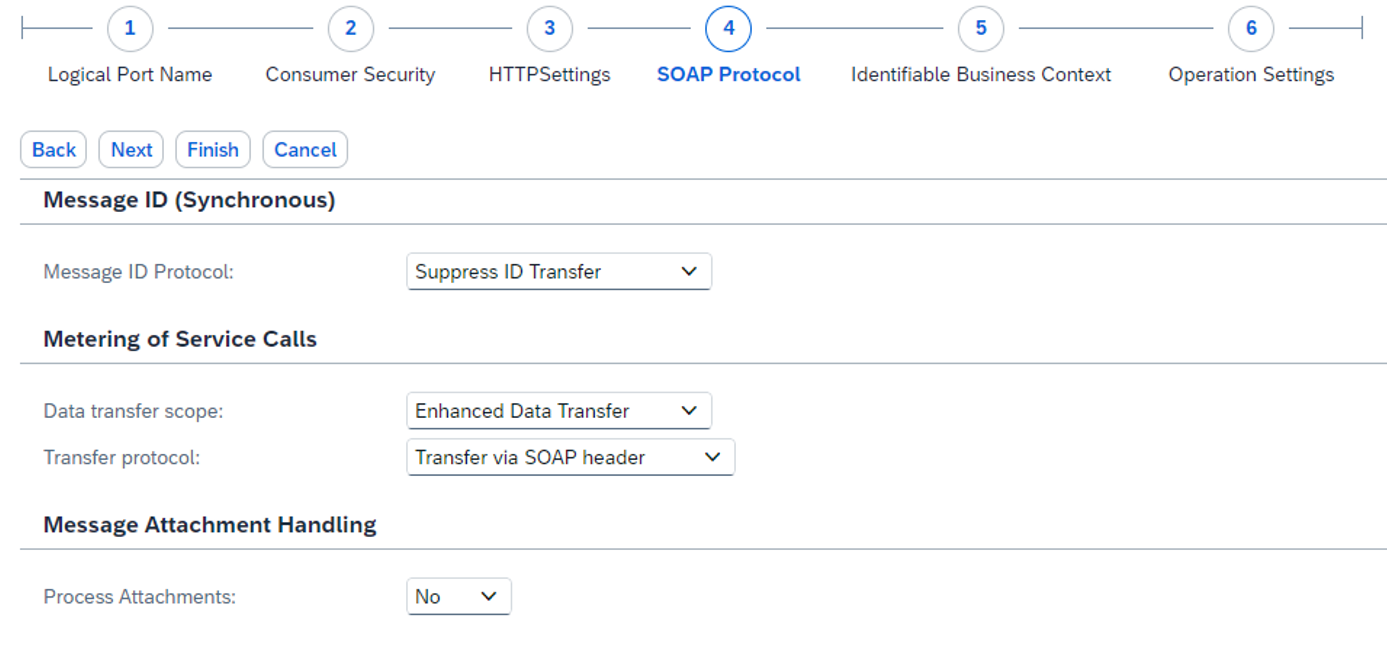 1 2 3 4 5 6
Logical Port Name Consumer Security HTTPSettings SOAP Protocol Identifiable Business Context Operation Settings
Back Next Finish Cancel
Message ID (Synchronous)
Message ID Protocol: Suppress ID Transfer
Metering of Service Calls
Data transfer scope: Enhanced Data Transfer
Transfer protocol: Transfer via SOAP header
Message Attachment Handling
Process Attachments: No